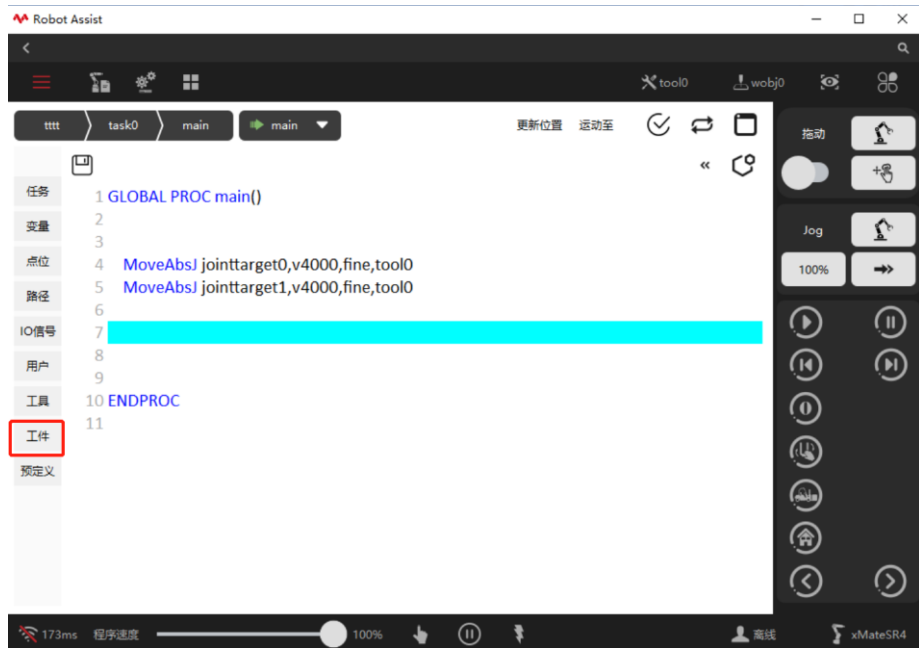 Robot Assist
tool0
wobj0
tttt task0 main main 更新位置 运动至
拖动
«
任务
变量
点位
路径
IO信号
用户
工具
工件
预定义
1 GLOBAL PROC main()
2
3
4 MoveAbsJ jointtarget0,v4000,fine,tool0
5 MoveAbsJ jointtarget1,v4000,fine,tool0
6
7
8
9
10 ENDPROC
11
Jog
100%
173ms 程序速度 100% 离线 xMateSR4